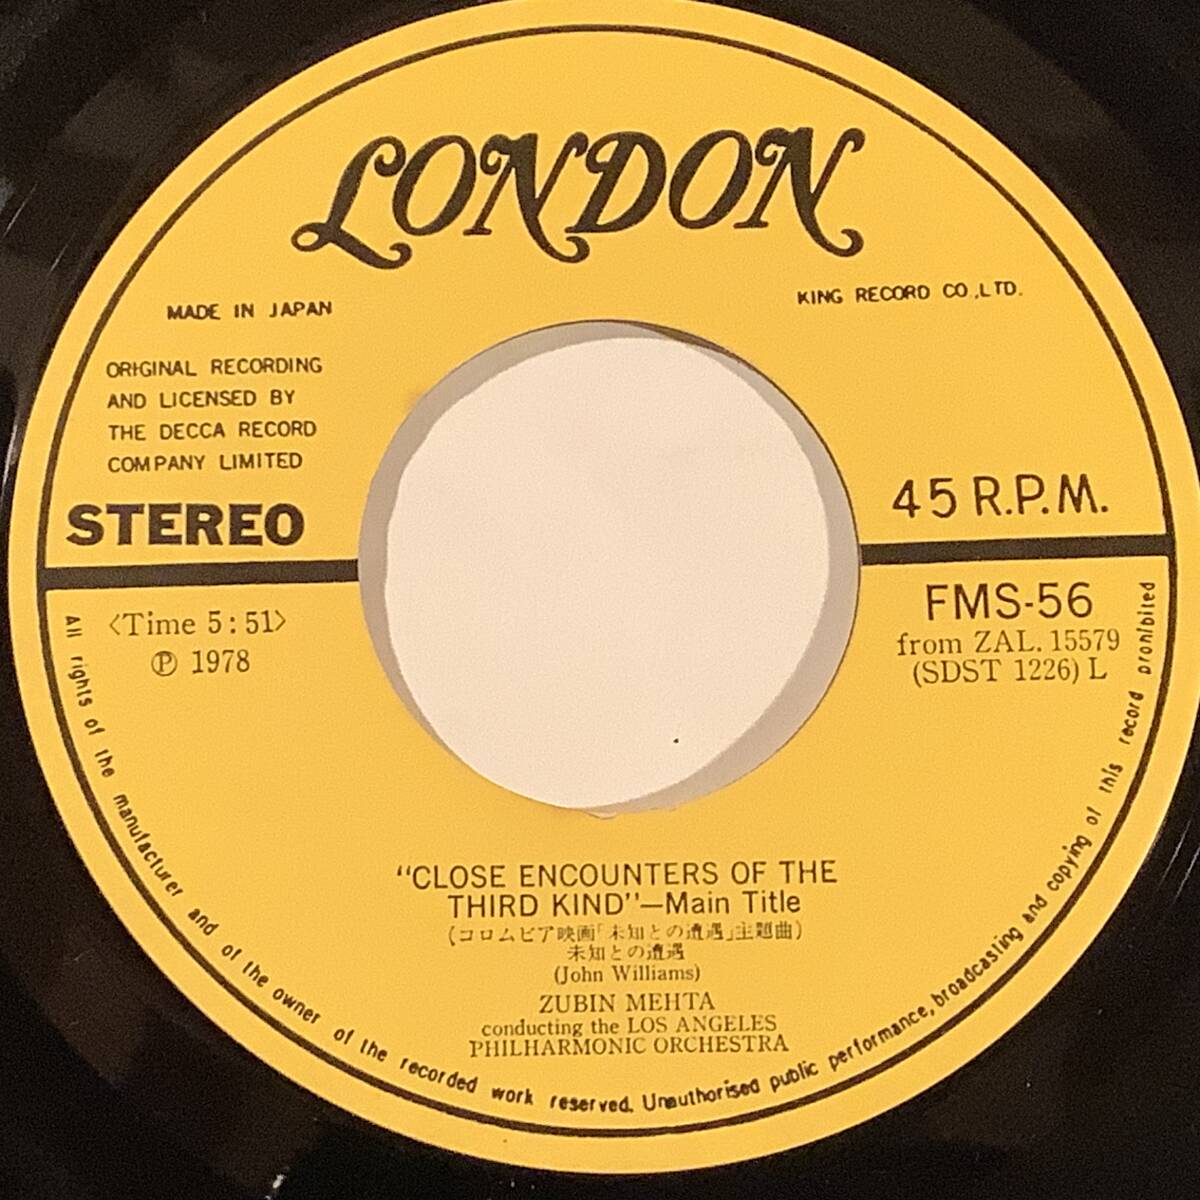 LONDON
MADE IN JAPAN
KING RECORD CO.,LTD.
ORIGINAL RECORDING
AND LICENSED BY
THE DECCA RECORD
COMPANY LIMITED
STEREO
45 R.P.M.
〈Time 5:51〉
℗ 1978
FMS-56
from ZAL. 15579
(SDST 1226) L
"CLOSE ENCOUNTERS OF THE
THIRD KIND"—Main Title
(コロムビア映画「未知との遭遇」主題曲)
未知との遭遇
(John Williams)
ZUBIN MEHTA
conducting the LOS ANGELES
PHILHARMONIC ORCHESTRA
All rights of the manufacturer and of the owner of the recorded work reserved. Unauthorised public performance, broadcasting and copying of this record prohibited